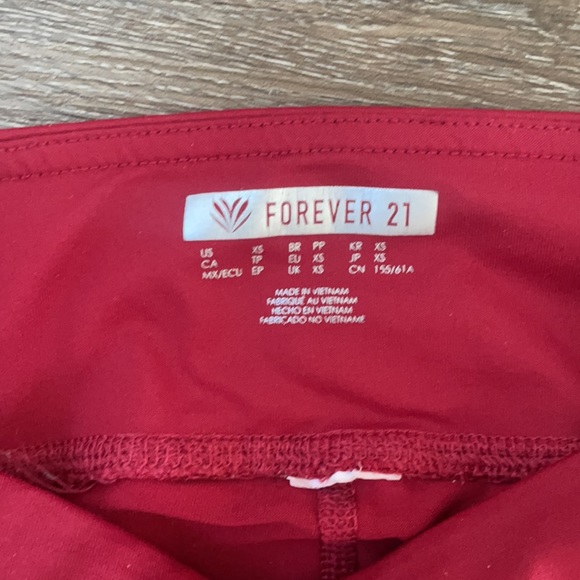 FOREVER 21
US XS BR PP KR XS
CA TP EU XS JP XS
MX/ECU EP UK XS CN 155/61A
MADE IN VIETNAM
FABRIQUÉ AU VIETNAM
HECHO EN VIETNAM
FABRICADO NO VIETNAME